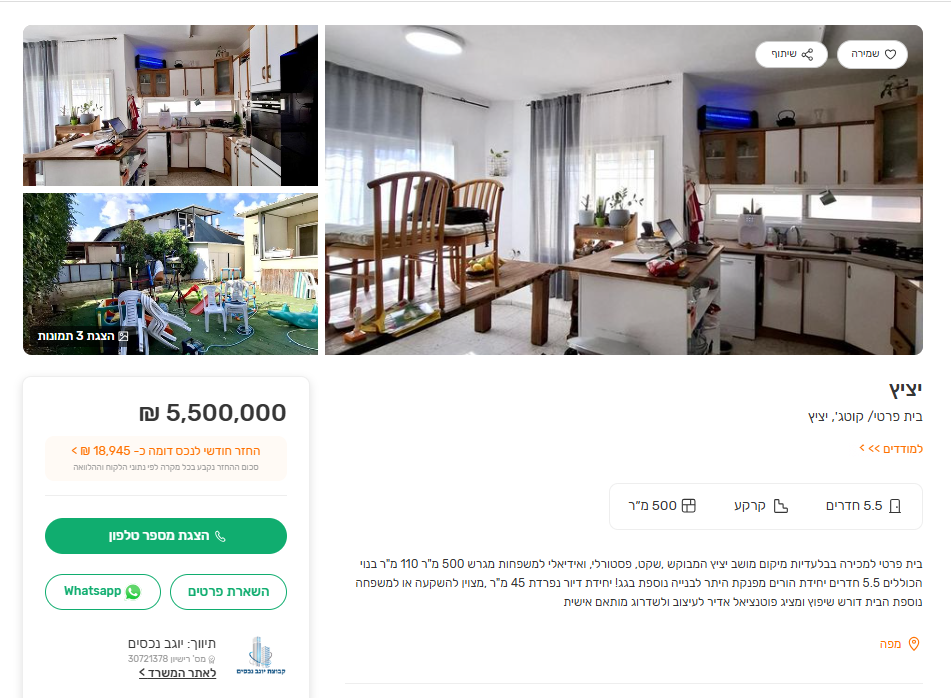 שמירה
שיתוף
הצגת 3 תמונות
יציץ
בית פרטי/ קוטג', יציץ
למודדים >> >
5.5 חדרים
קרקע
500 מ״ר
בית פרטי למכירה בבלעדיות מיקום מושב יציץ המבוקש ,שקט, פסטורלי, ואידיאלי למשפחות מגרש 500 מ"ר 110 מ"ר בנוי
הכוללים 5.5 חדרים יחידת הורים מפנקת היתר לבנייה נוספת בגג! יחידת דיור נפרדת 45 מ"ר ,מצוין להשקעה או למשפחה
נוספת הבית דורש שיפוץ ומציג פוטנציאל אדיר לעיצוב ולשדרוג מותאם אישית
מפה
5,500,000 ₪
החזר חודשי לנכס דומה כ- 18,945 ₪ >
סכום ההחזר נקבע בכל מקרה לפי נתוני הלקוח וההלוואה
הצגת מספר טלפון
השארת פרטים
Whatsapp
תיווך: יוגב נכסים
מס' רישיון 30721378
לאתר המשרד >
קבוצת יוגב נכסים